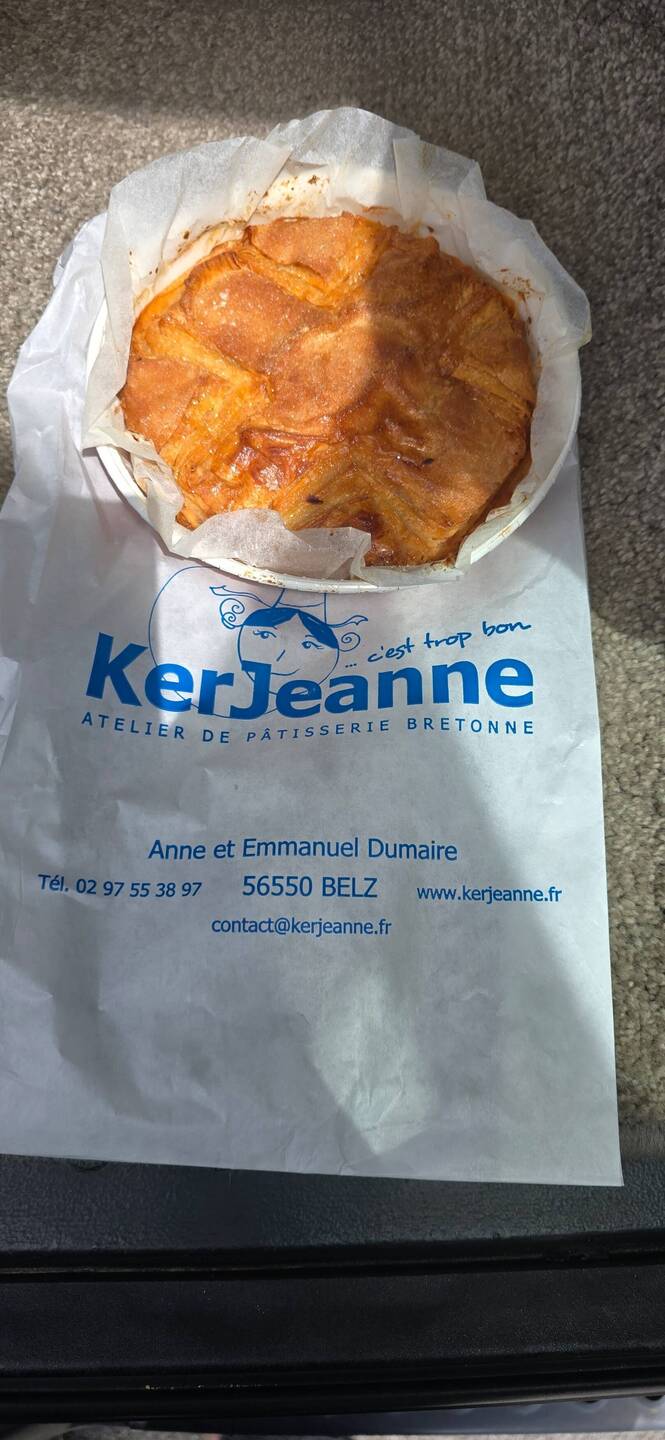 ... c'est trop bon
KerJeanne
ATELIER DE PÂTISSERIE BRETONNE
Anne et Emmanuel Dumaire
Tél. 02 97 55 38 97 56550 BELZ www.kerjeanne.fr
contact@kerjeanne.fr